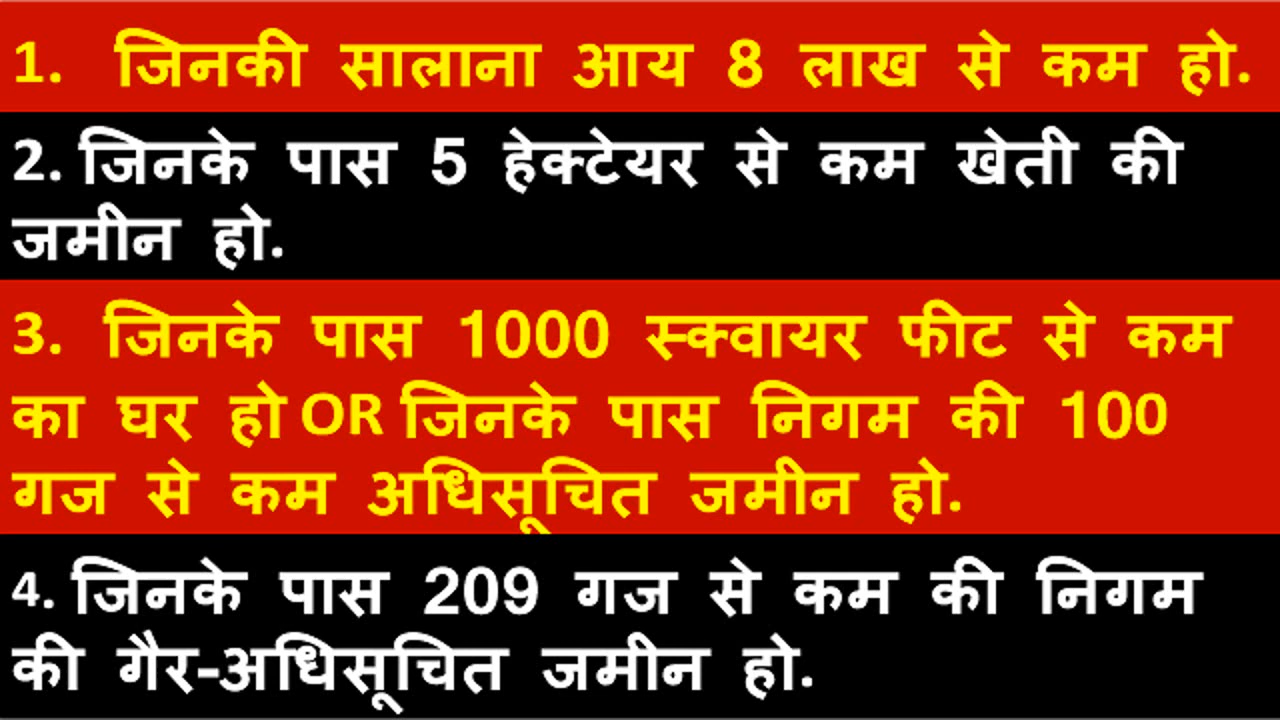 1. जिनकी सालाना आय 8 लाख से कम हो.
2. जिनके पास 5 हेक्टेयर से कम खेती की
जमीन हो.
3. जिनके पास 1000 स्क्वायर फीट से कम
का घर हो OR जिनके पास निगम की 100
गज से कम अधिसूचित जमीन हो.
4. जिनके पास 209 गज से कम की निगम
की गैर-अधिसूचित जमीन हो.